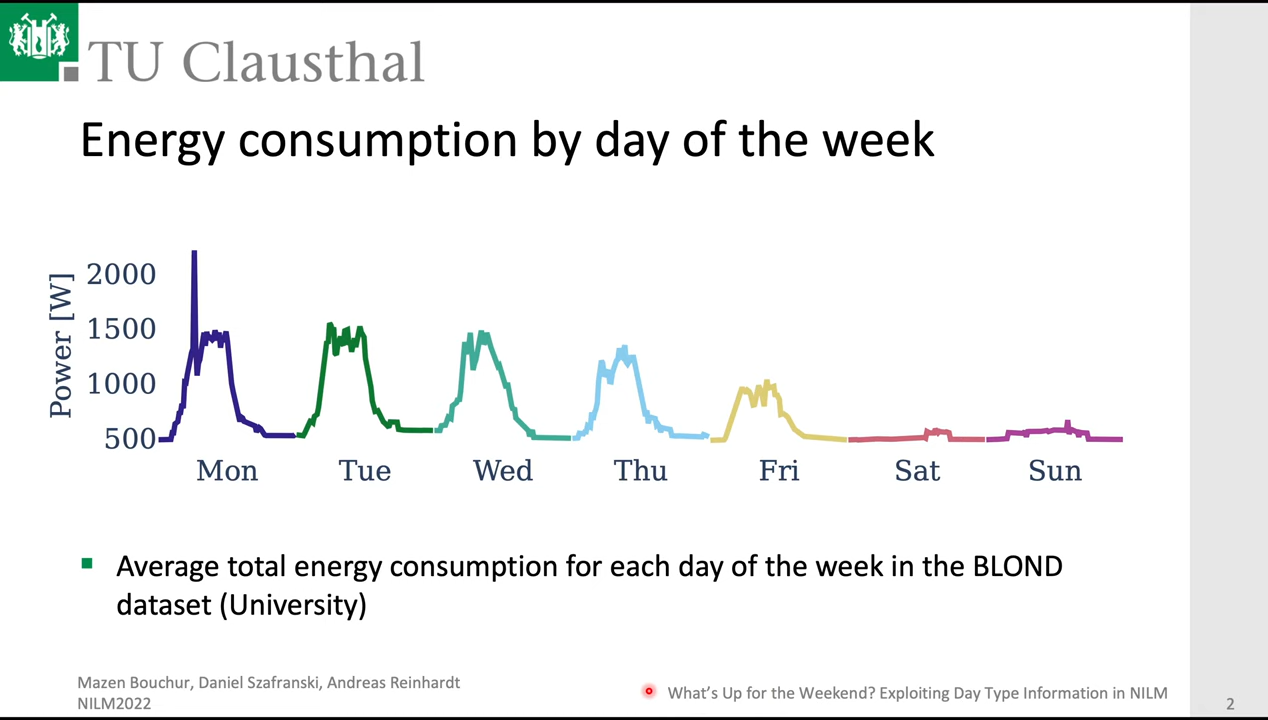 TU Clausthal
Energy consumption by day of the week
Power [W]
2000
1500
1000
500
Mon Tue Wed Thu Fri Sat Sun
▪ Average total energy consumption for each day of the week in the BLOND
dataset (University)
Mazen Bouchur, Daniel Szafranski, Andreas Reinhardt
NILM2022
What’s Up for the Weekend? Exploiting Day Type Information in NILM
2